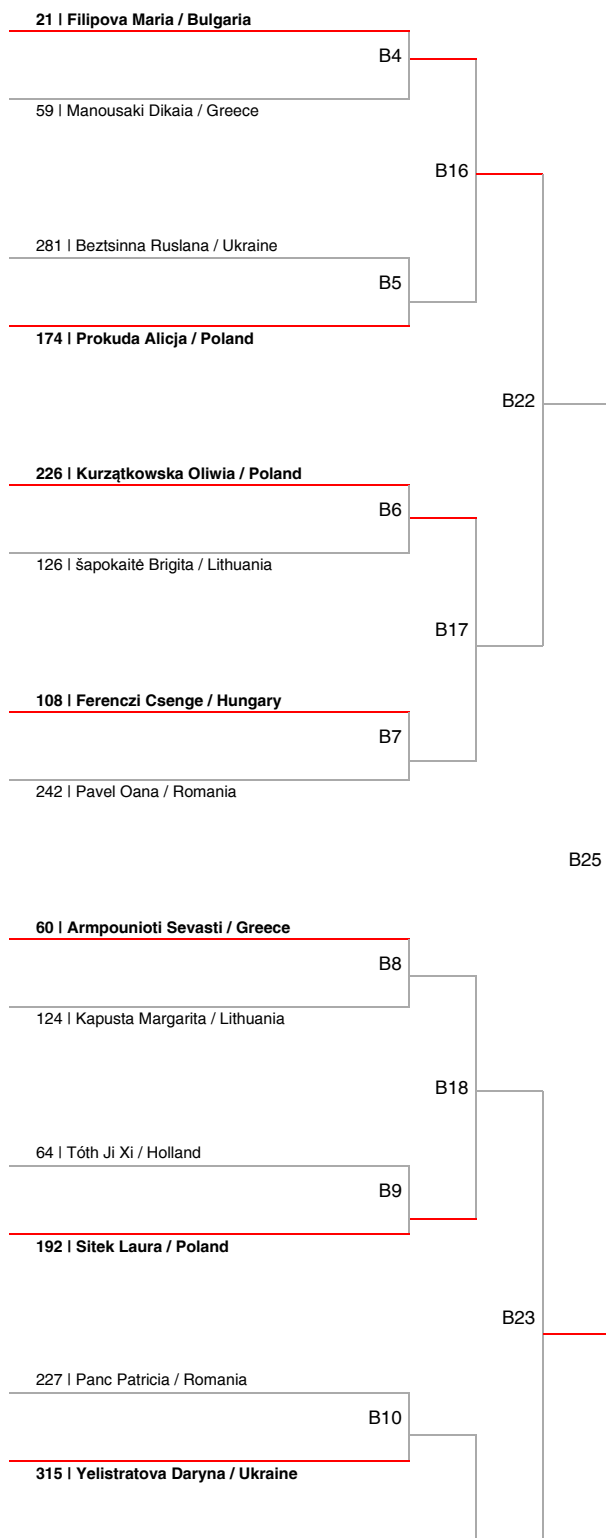 21 | Filipova Maria / Bulgaria
B4
59 | Manousaki Dikaia / Greece
B16
281 | Beztsinna Ruslana / Ukraine
B5
174 | Prokuda Alicja / Poland
B22
226 | Kurzątkowska Oliwia / Poland
B6
126 | šapokaitė Brigita / Lithuania
B17
108 | Ferenczi Csenge / Hungary
B7
242 | Pavel Oana / Romania
B25
60 | Armpounioti Sevasti / Greece
B8
124 | Kapusta Margarita / Lithuania
B18
64 | Tóth Ji Xi / Holland
B9
192 | Sitek Laura / Poland
B23
227 | Panc Patricia / Romania
B10
315 | Yelistratova Daryna / Ukraine